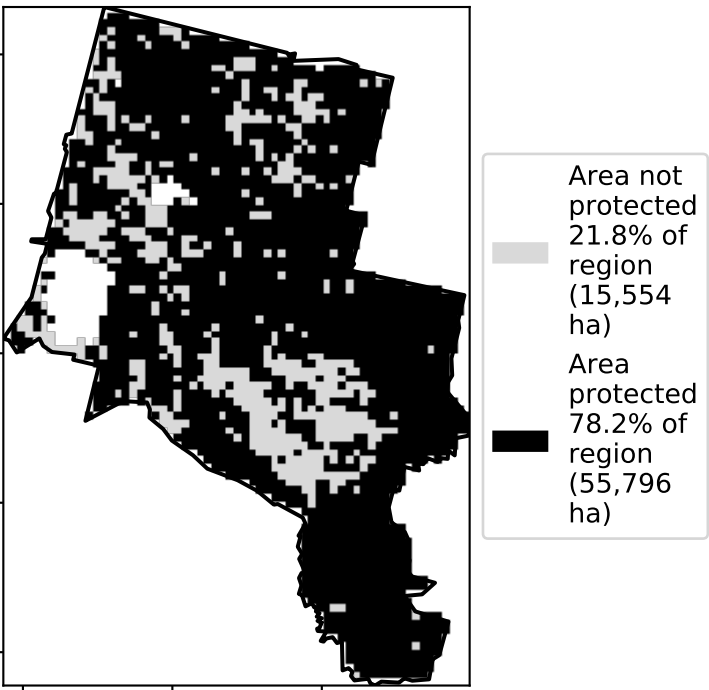 Area not
protected
21.8% of
region
(15,554
ha)
Area
protected
78.2% of
region
(55,796
ha)